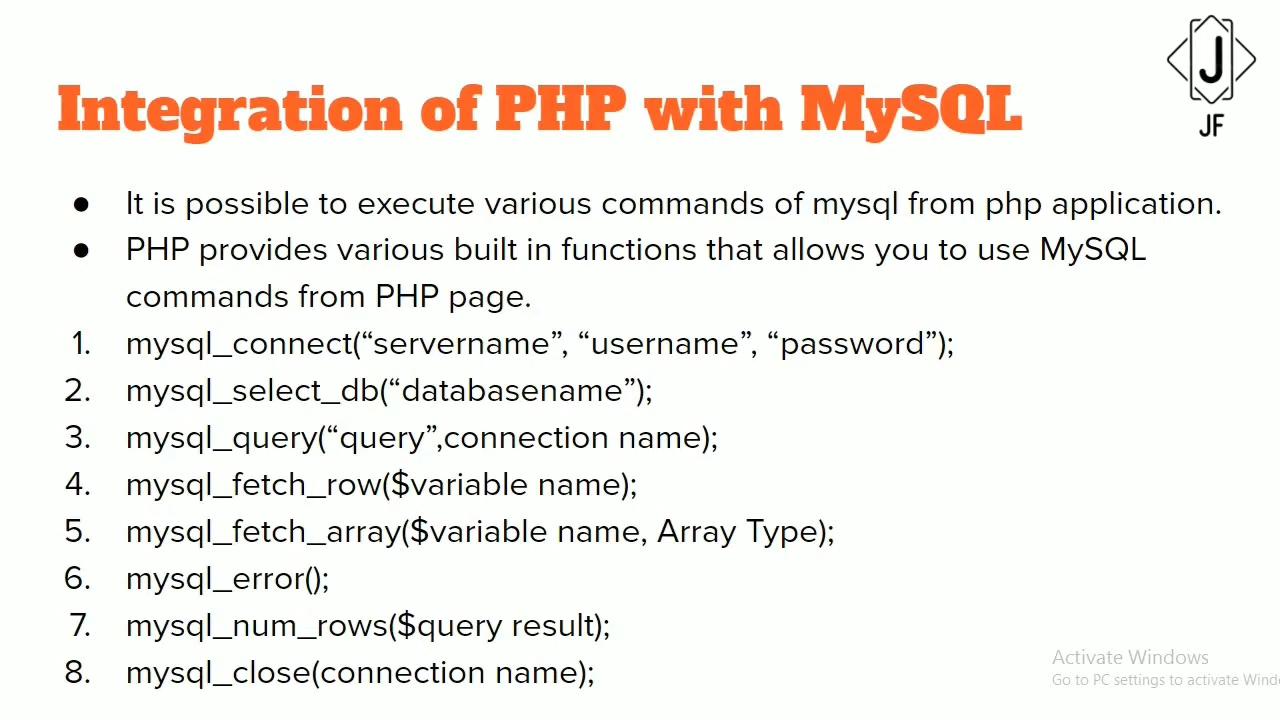 J
JF
Integration of PHP with MySQL
● It is possible to execute various commands of mysql from php application.
● PHP provides various built in functions that allows you to use MySQL
commands from PHP page.
1. mysql_connect(“servername”, “username”, “password”);
2. mysql_select_db(“databasename”);
3. mysql_query(“query”,connection name);
4. mysql_fetch_row($variable name);
5. mysql_fetch_array($variable name, Array Type);
6. mysql_error();
7. mysql_num_rows($query result);
8. mysql_close(connection name);
Activate Windows
Go to PC settings to activate Wind